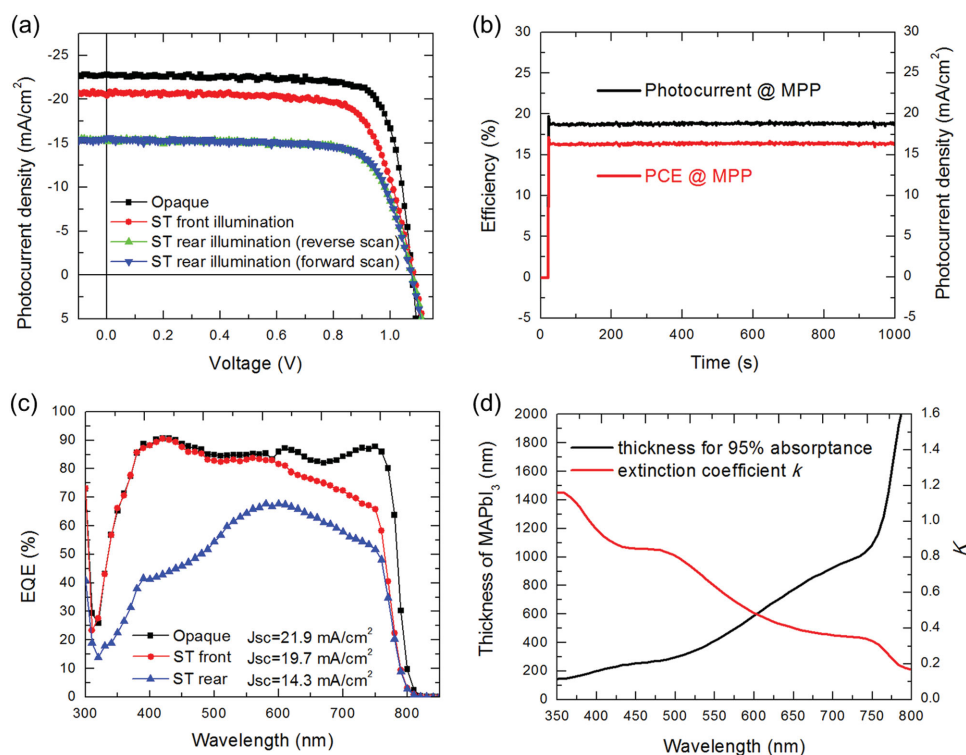 (a)
Photocurrent density (mA/cm²)
-25
-20
-15
-10
-5
0
5
Opaque
ST front illumination
ST rear illumination (reverse scan)
ST rear illumination (forward scan)
0.0 0.2 0.4 0.6 0.8 1.0
Voltage (V)
(b)
Efficiency (%)
30
25
20
15
10
5
0
-5
Photocurrent @ MPP
PCE @ MPP
30
25
20
15
10
5
0
-5
Photocurrent density (mA/cm²)
0 200 400 600 800 1000
Time (s)
(c)
EQE (%)
100
90
80
70
60
50
40
30
20
10
0
Opaque Jsc=21.9 mA/cm²
ST front Jsc=19.7 mA/cm²
ST rear Jsc=14.3 mA/cm²
300 400 500 600 700 800
Wavelength (nm)
(d)
Thickness of MAPbI₃ (nm)
2000
1800
1600
1400
1200
1000
800
600
400
200
0
thickness for 95% absorptance
extinction coefficient k
1.6
1.4
1.2
1.0
0.8
0.6
0.4
0.2
0.0
K
350 400 450 500 550 600 650 700 750 800
Wavelength (nm)